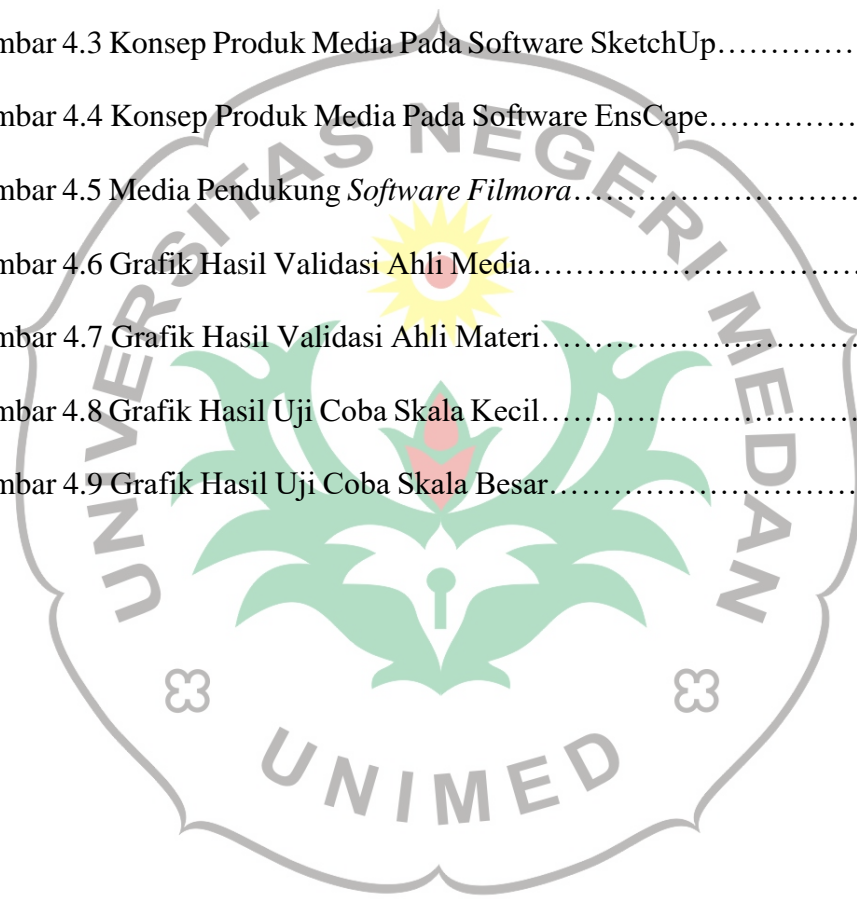 mbar 4.3 Konsep Produk Media Pada Software SketchUp…………….
mbar 4.4 Konsep Produk Media Pada Software EnsCape…………….
mbar 4.5 Media Pendukung Software Filmora…………………………….
mbar 4.6 Grafik Hasil Validasi Ahli Media………………………………….
mbar 4.7 Grafik Hasil Validasi Ahli Materi………………………………….
mbar 4.8 Grafik Hasil Uji Coba Skala Kecil………………………………….
mbar 4.9 Grafik Hasil Uji Coba Skala Besar………………………………….
UNIVERSITAS NEGERI MEDAN
UNIMED